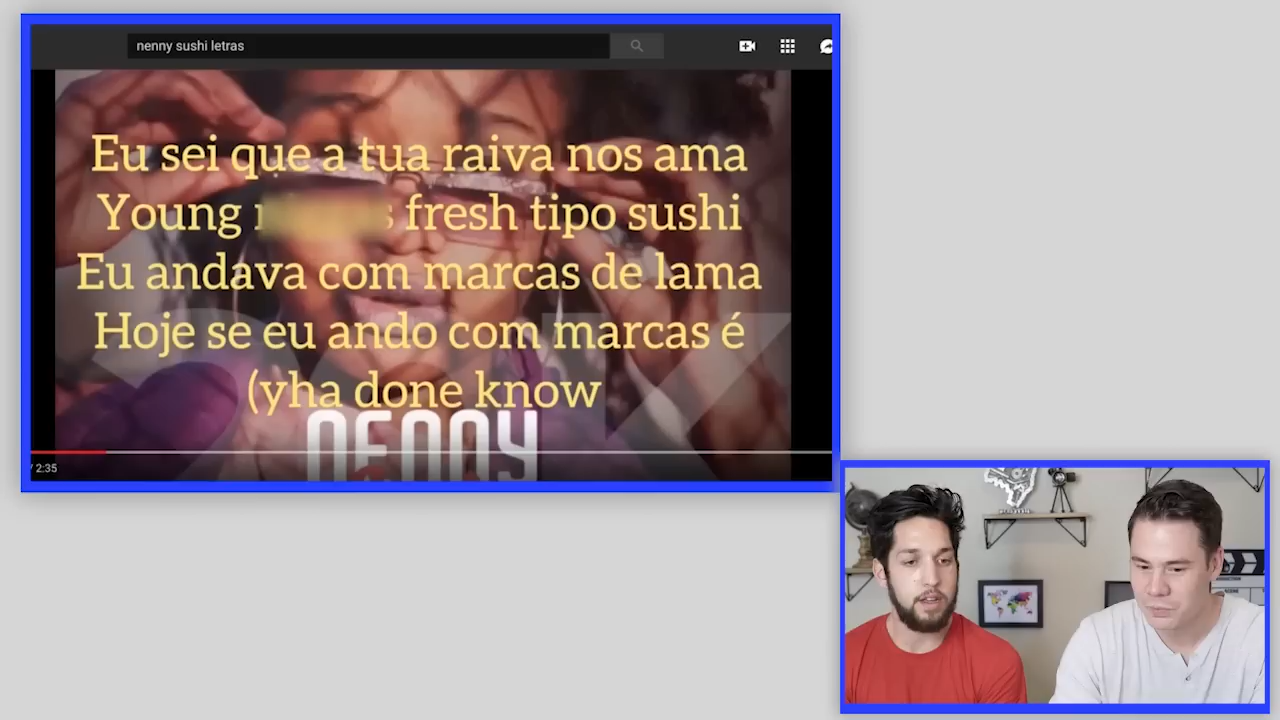 nenny sushi letras
Eu sei que a tua raiva nos ama
Young fresh tipo sushi
Eu andava com marcas de lama
Hoje se eu ando com marcas é
(yha done know
NENNY
/ 2:35